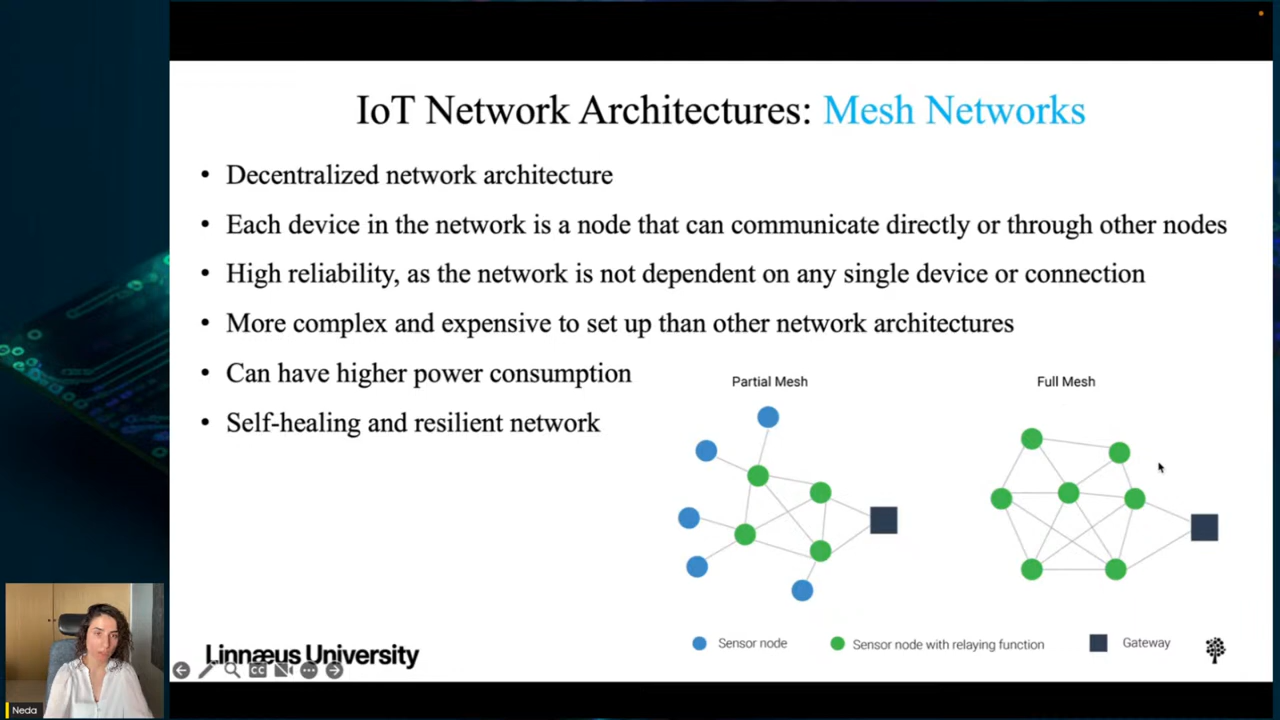 IoT Network Architectures: Mesh Networks
• Decentralized network architecture
• Each device in the network is a node that can communicate directly or through other nodes
• High reliability, as the network is not dependent on any single device or connection
• More complex and expensive to set up than other network architectures
• Can have higher power consumption
• Self-healing and resilient network
Partial Mesh
Full Mesh
Sensor node
Sensor node with relaying function
Gateway
Linnæus University
CC
Neda